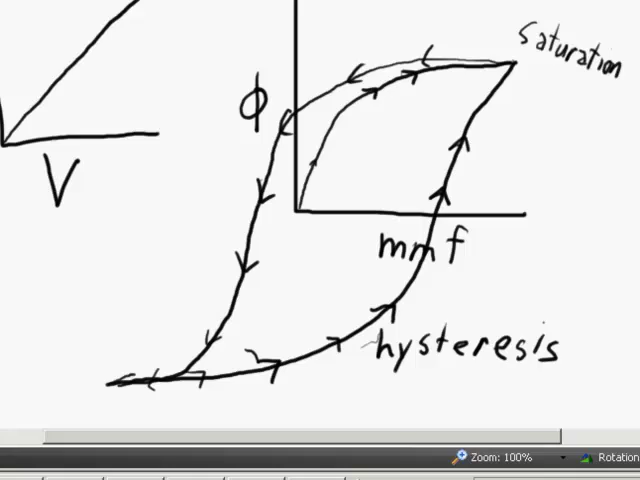 saturation
ϕ
V
mmf
hysteresis
Zoom: 100%
Rotation